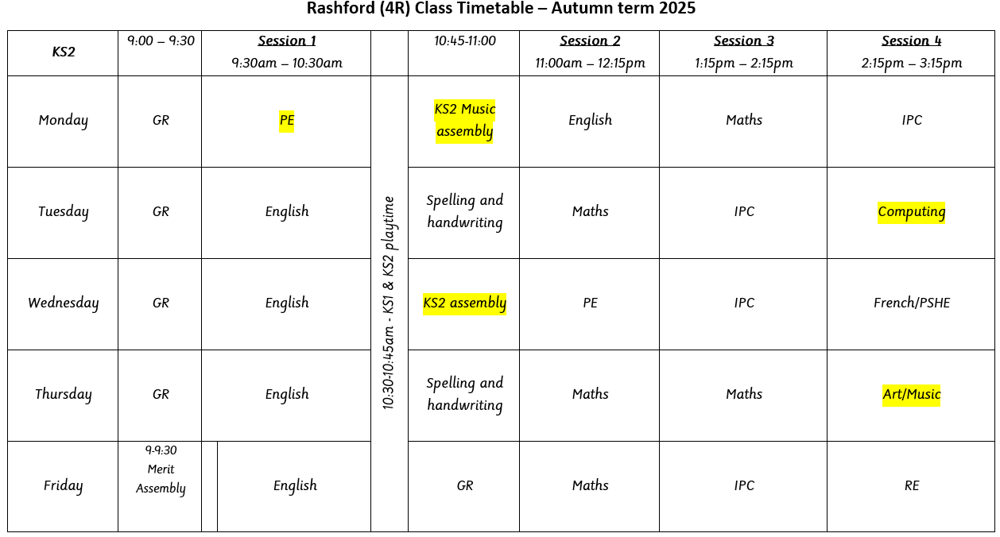 Rashford (4R) Class Timetable – Autumn term 2025
KS2
9:00 – 9:30
Session 1
9:30am – 10:30am
10:45-11:00
Session 2
11:00am – 12:15pm
Session 3
1:15pm – 2:15pm
Session 4
2:15pm – 3:15pm
Monday
GR
PE
10:30-10:45am - KS1 & KS2 playtime
KS2 Music
assembly
English
Maths
IPC
Tuesday
GR
English
Spelling and
handwriting
Maths
IPC
Computing
Wednesday
GR
English
KS2 assembly
PE
IPC
French/PSHE
Thursday
GR
English
Spelling and
handwriting
Maths
Maths
Art/Music
Friday
9-9:30
Merit
Assembly
English
GR
Maths
IPC
RE